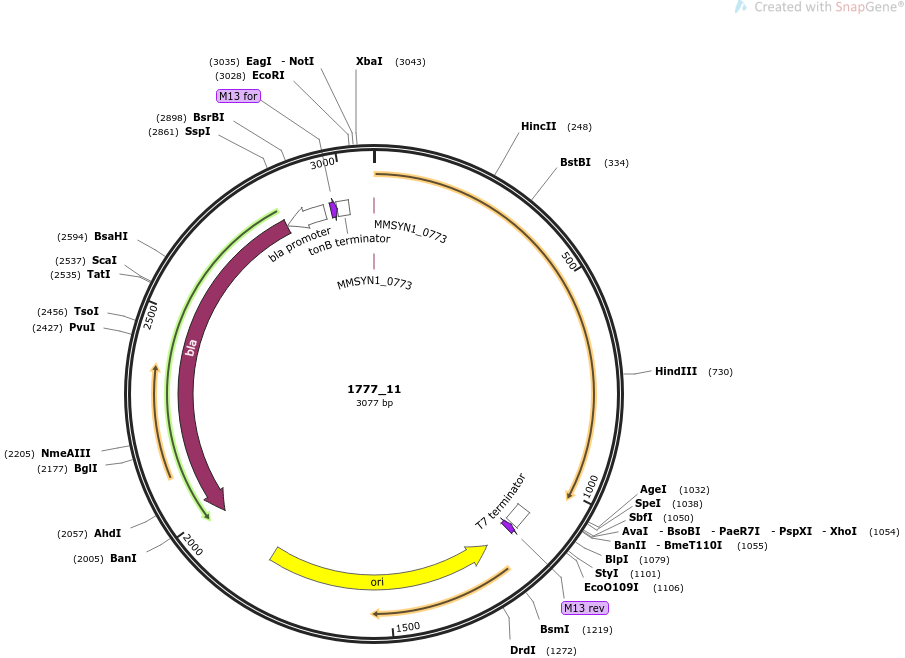 Created with SnapGene®
(3035) EagI - NotI
XbaI (3043)
(3028) EcoRI
M13 for
(2898) BsrBI
(2861) SspI
HincII (248)
BstBI (334)
3000
MMSYN1_0773
bla promoter
tonB terminator
(2594) BsaHI
(2537) ScaI
(2535) TatI
500
MMSYN1_0773
(2456) TsoI
(2427) PvuI
2500
bla
HindIII (730)
1777_11
3077 bp
(2205) NmeAIII
(2177) BglI
T7 terminator
1000
AgeI (1032)
SpeI (1038)
SbfI (1050)
AvaI - BsoBI - PaeR7I - PspXI - XhoI (1054)
BanII - BmeT110I (1055)
BlpI (1079)
StyI (1101)
EcoO109I (1106)
(2057) AhdI
2000
(2005) BanI
ori
M13 rev
1500
BsmI (1219)
DrdI (1272)